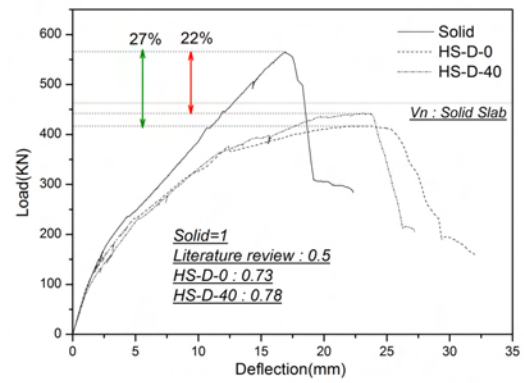 27% 22%
Solid
HS-D-0
HS-D-40
Vn : Solid Slab
Solid=1
Literature review : 0.5
HS-D-0 : 0.73
HS-D-40 : 0.78
Load(KN)
600
500
400
300
200
100
0
0 5 10 15 20 25 30 35
Deflection(mm)